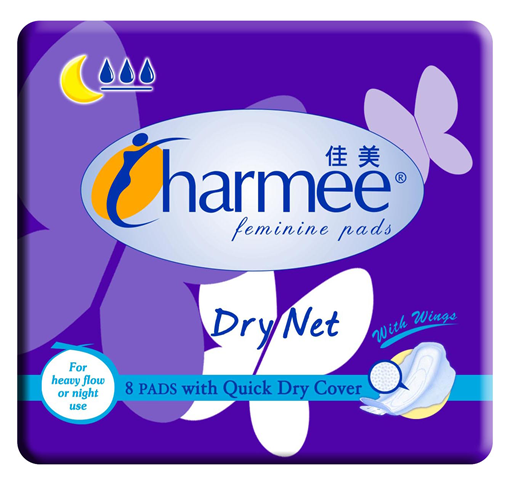 佳美
Charmee®
feminine pads
Dry Net
With Wings
For
heavy flow
or night
use
8 PADS with Quick Dry Cover